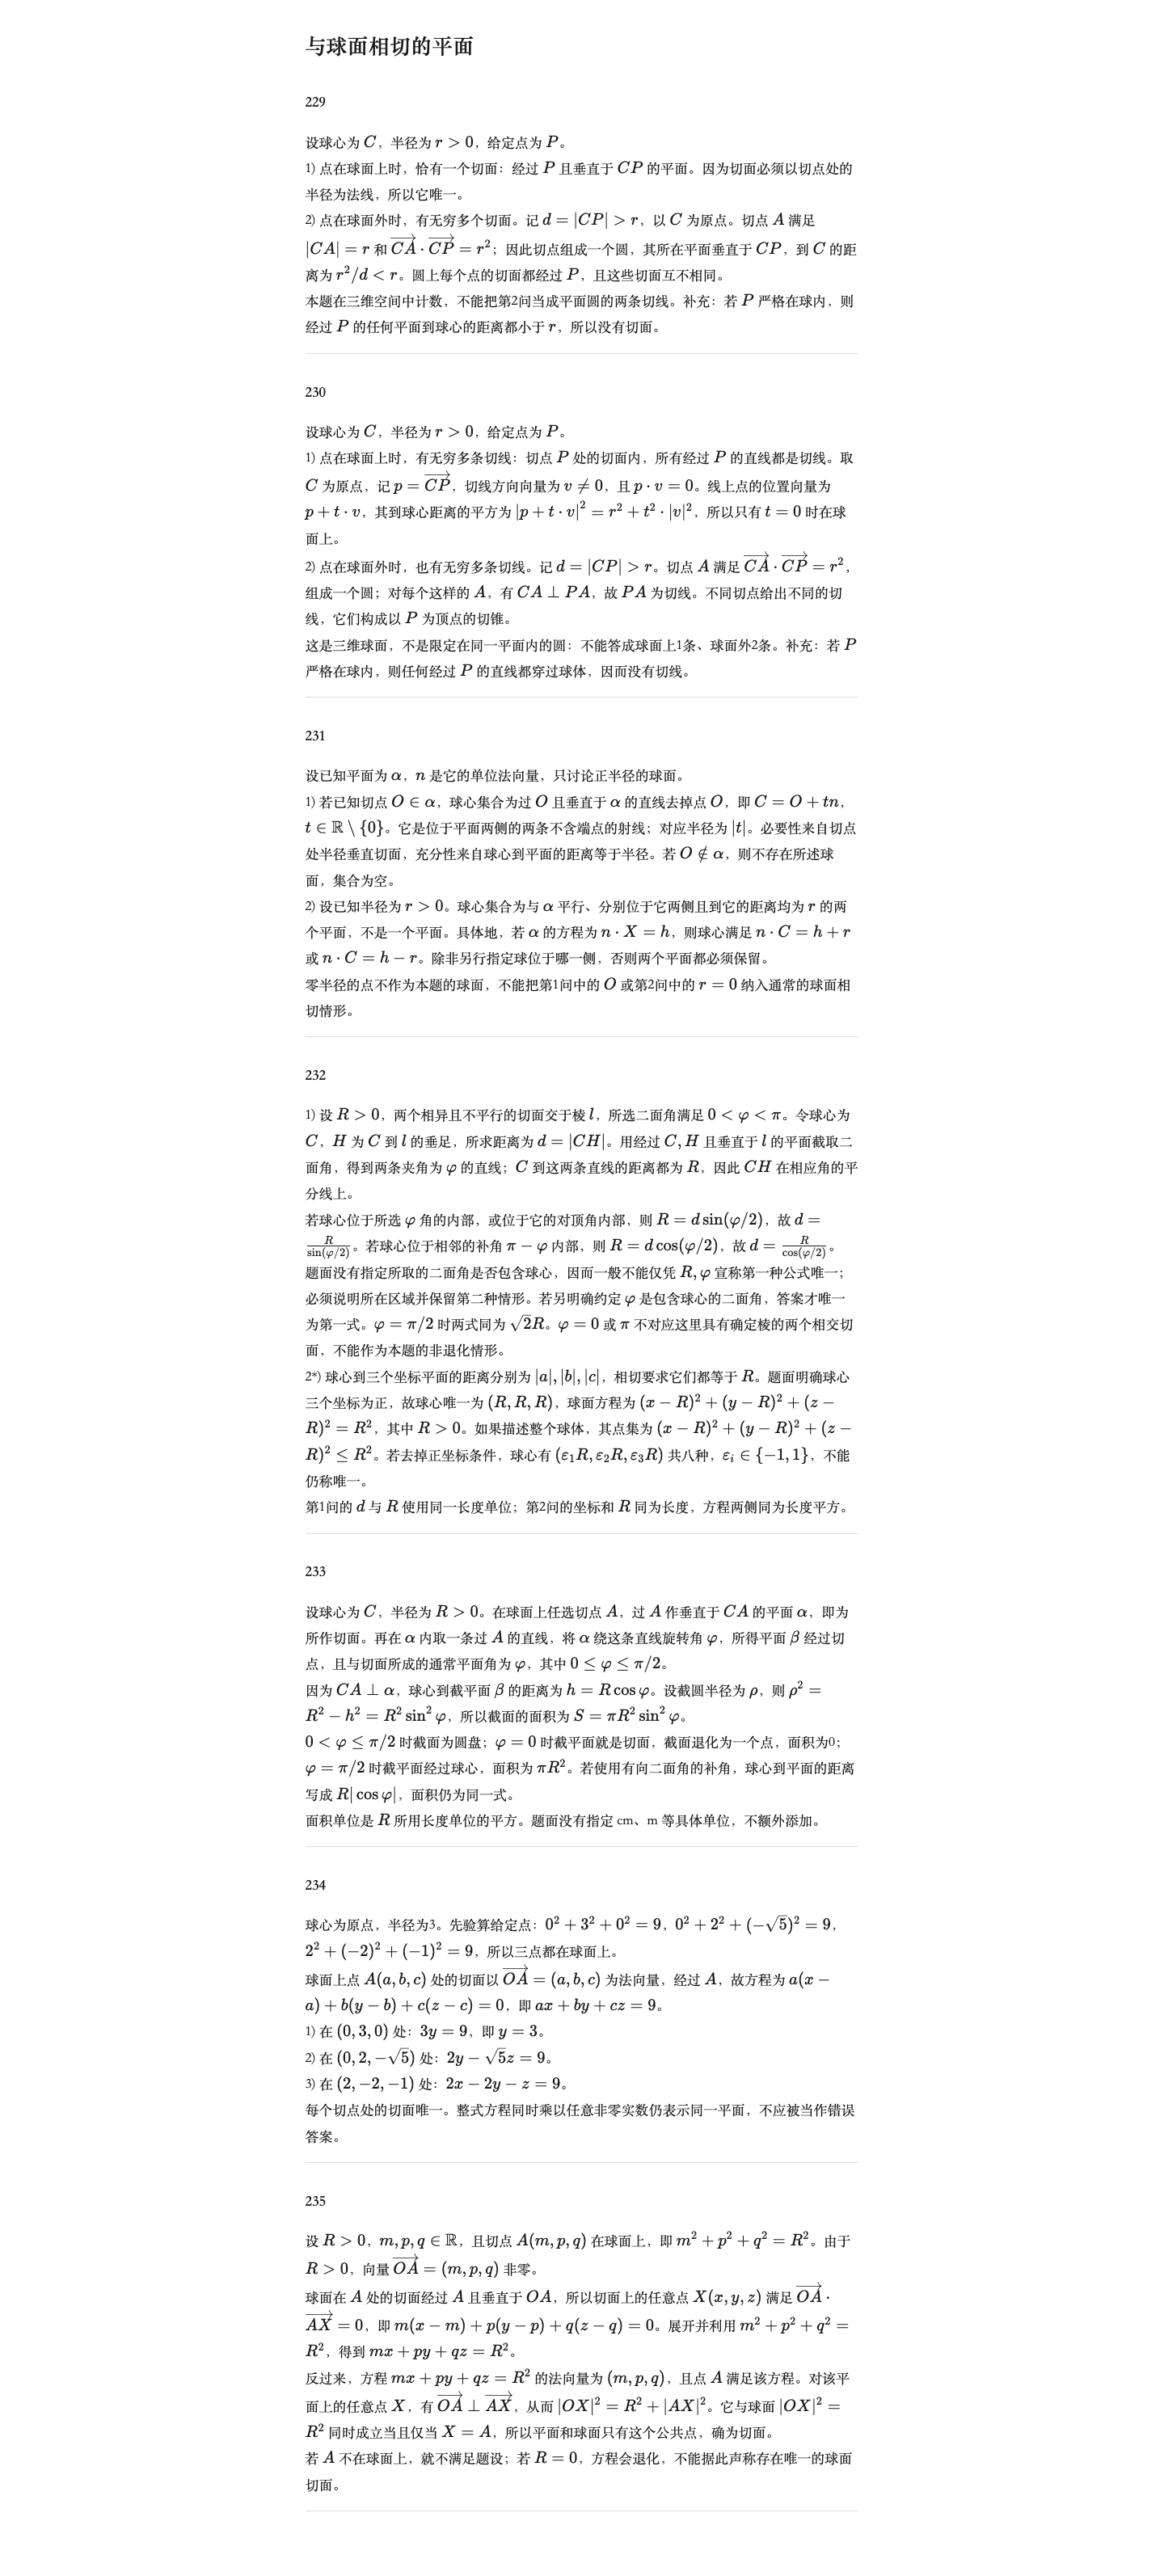 与球面相切的平面
229
设球心为 C，半径为 r > 0，给定点为 P。
1) 点在球面上时，恰有一个切面：经过 P 且垂直于 CP 的平面。因为切面必须以切点处的
半径为法线，所以它唯一。
2) 点在球面外时，有无穷多个切面。记 d = |CP| > r，以 C 为原点。切点 A 满足
|CA| = r 和 \overrightarrow{CA} · \overrightarrow{CP} = r²；因此切点组成一个圆，其所在平面垂直于 CP，到 C 的距
离为 r²/d < r。圆上每个点的切面都经过 P，且这些切面互不相同。
本题在三维空间中计数，不能把第2问当成平面圆的两条切线。补充：若 P 严格在球内，则
经过 P 的任何平面到球心的距离都小于 r，所以没有切面。
230
设球心为 C，半径为 r > 0，给定点为 P。
1) 点在球面上时，有无穷多条切线：切点 P 处的切面内，所有经过 P 的直线都是切线。取
C 为原点，记 p = \overrightarrow{CP}，切线方向向量为 v ≠ 0，且 p · v = 0。线上点的位置向量为
p + t · v，其到球心距离的平方为 |p + t · v|² = r² + t² · |v|²，所以只有 t = 0 时在球
面上。
2) 点在球面外时，也有无穷多条切线。记 d = |CP| > r。切点 A 满足 \overrightarrow{CA} · \overrightarrow{CP} = r²，
组成一个圆；对每个这样的 A，有 CA ⊥ PA，故 PA 为切线。不同切点给出不同的切
线，它们构成以 P 为顶点的切锥。
这是三维球面，不是限定在同一平面内的圆：不能答成球面上1条、球面外2条。补充：若 P
严格在球内，则任何经过 P 的直线都穿过球体，因而没有切线。
231
设已知平面为 α，n 是它的单位法向量，只讨论正半径的球面。
1) 若已知切点 O ∈ α，球心集合为过 O 且垂直于 α 的直线去掉点 O，即 C = O + tn，
t ∈ ℝ \ {0}。它是位于平面两侧的两条不含端点的射线；对应半径为 |t|。必要性来自切点
处半径垂直切面，充分性来自球心到平面的距离等于半径。若 O ∉ α，则不存在所述球
面，集合为空。
2) 设已知半径为 r > 0。球心集合为与 α 平行、分别位于它两侧且到它的距离均为 r 的两
个平面，不是一个平面。具体地，若 α 的方程为 n · X = h，则球心满足 n · C = h + r
或 n · C = h − r。除非另行指定球位于哪一侧，否则两个平面都必须保留。
零半径的点不作为本题的球面，不能把第1问中的 O 或第2问中的 r = 0 纳入通常的球面相
切情形。
232
1) 设 R > 0，两个相异且不平行的切面交于棱 l，所选二面角满足 0 < φ < π。令球心为
C，H 为 C 到 l 的垂足，所求距离为 d = |CH|。用经过 C, H 且垂直于 l 的平面截取二
面角，得到两条夹角为 φ 的直线；C 到这两条直线的距离都为 R，因此 CH 在相应角的平
分线上。
若球心位于所选 φ 角的内部，或位于它的对顶角内部，则 R = d sin(φ/2)，故 d =
\frac{R}{sin(φ/2)}。若球心位于相邻的补角 π − φ 内部，则 R = d cos(φ/2)，故 d = \frac{R}{cos(φ/2)}。
题面没有指定所取的二面角是否包含球心，因而一般不能仅凭 R, φ 宣称第一种公式唯一；
必须说明所在区域并保留第二种情形。若另明确约定 φ 是包含球心的二面角，答案才唯一
为第一式。φ = π/2 时两式同为 √2R。φ = 0 或 π 不对应这里具有确定棱的两个相交切
面，不能作为本题的非退化情形。
2*) 球心到三个坐标平面的距离分别为 |a|, |b|, |c|，相切要求它们都等于 R。题面明确球心
三个坐标为正，故球心唯一为 (R, R, R)，球面方程为 (x − R)² + (y − R)² + (z −
R)² = R²，其中 R > 0。如果描述整个球体，其点集为 (x − R)² + (y − R)² + (z −
R)² ≤ R²。若去掉正坐标条件，球心有 (ε₁R, ε₂R, ε₃R) 共八种，εᵢ ∈ {−1, 1}，不能
仍称唯一。
第1问的 d 与 R 使用同一长度单位；第2问的坐标和 R 同为长度，方程两侧同为长度平方。
233
设球心为 C，半径为 R > 0。在球面上任选切点 A，过 A 作垂直于 CA 的平面 α，即为
所作切面。再在 α 内取一条过 A 的直线，将 α 绕这条直线旋转角 φ，所得平面 β 经过切
点，且与切面所成的通常平面角为 φ，其中 0 ≤ φ ≤ π/2。
因为 CA ⊥ α，球心到截平面 β 的距离为 h = R cos φ。设截圆半径为 ρ，则 ρ² =
R² − h² = R² sin² φ，所以截面的面积为 S = πR² sin² φ。
0 < φ ≤ π/2 时截面为圆盘；φ = 0 时截平面就是切面，截面退化为一个点，面积为0；
φ = π/2 时截平面经过球心，面积为 πR²。若使用有向二面角的补角，球心到平面的距离
写成 R| cos φ|，面积仍为同一式。
面积单位是 R 所用长度单位的平方。题面没有指定 cm、m 等具体单位，不额外添加。
234
球心为原点，半径为3。先验算给定点：0² + 3² + 0² = 9，0² + 2² + (−√5)² = 9，
2² + (−2)² + (−1)² = 9，所以三点都在球面上。
球面上点 A(a, b, c) 处的切面以 \overrightarrow{OA} = (a, b, c) 为法向量，经过 A，故方程为 a(x −
a) + b(y − b) + c(z − c) = 0，即 ax + by + cz = 9。
1) 在 (0, 3, 0) 处：3y = 9，即 y = 3。
2) 在 (0, 2, −√5) 处：2y − √5z = 9。
3) 在 (2, −2, −1) 处：2x − 2y − z = 9。
每个切点处的切面唯一。整式方程同时乘以任意非零实数仍表示同一平面，不应被当作错误
答案。
235
设 R > 0，m, p, q ∈ ℝ，且切点 A(m, p, q) 在球面上，即 m² + p² + q² = R²。由于
R > 0，向量 \overrightarrow{OA} = (m, p, q) 非零。
球面在 A 处的切面经过 A 且垂直于 OA，所以切面上的任意点 X(x, y, z) 满足 \overrightarrow{OA} ·
\overrightarrow{AX} = 0，即 m(x − m) + p(y − p) + q(z − q) = 0。展开并利用 m² + p² + q² =
R²，得到 mx + py + qz = R²。
反过来，方程 mx + py + qz = R² 的法向量为 (m, p, q)，且点 A 满足该方程。对该平
面上的任意点 X，有 \overrightarrow{OA} ⊥ \overrightarrow{AX}，从而 |OX|² = R² + |AX|²。它与球面 |OX|² =
R² 同时成立当且仅当 X = A，所以平面和球面只有这个公共点，确为切面。
若 A 不在球面上，就不满足题设；若 R = 0，方程会退化，不能据此声称存在唯一的球面
切面。